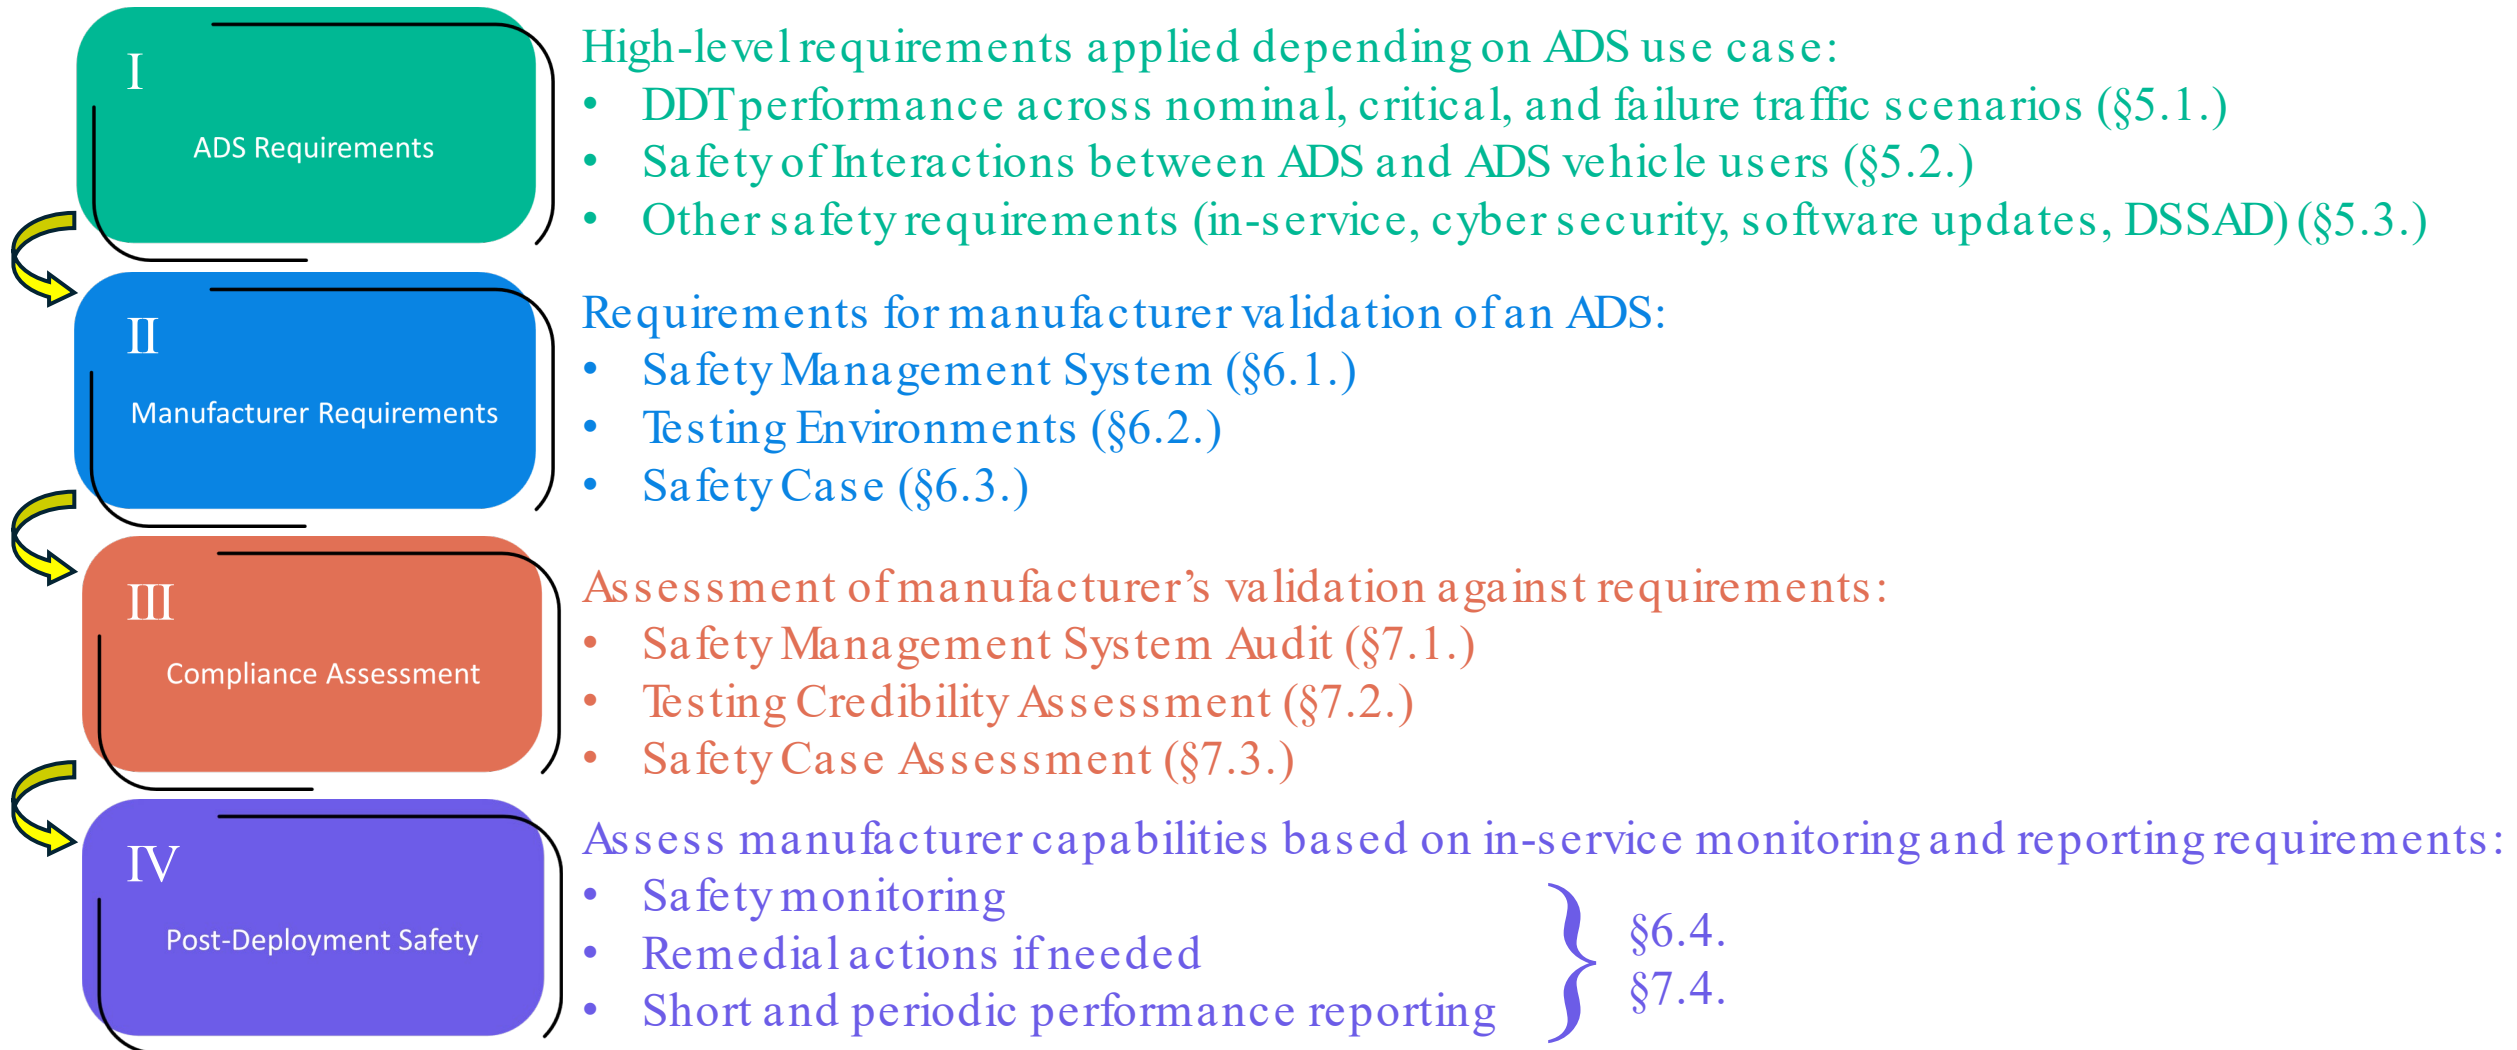 I
ADS Requirements
High-level requirements applied depending on ADS use case:
• DDT performance across nominal, critical, and failure traffic scenarios (§5.1.)
• Safety of Interactions between ADS and ADS vehicle users (§5.2.)
• Other safety requirements (in-service, cyber security, software updates, DSSAD) (§5.3.)
II
Manufacturer Requirements
Requirements for manufacturer validation of an ADS:
• Safety Management System (§6.1.)
• Testing Environments (§6.2.)
• Safety Case (§6.3.)
III
Compliance Assessment
Assessment of manufacturer’s validation against requirements:
• Safety Management System Audit (§7.1.)
• Testing Credibility Assessment (§7.2.)
• Safety Case Assessment (§7.3.)
IV
Post-Deployment Safety
Assess manufacturer capabilities based on in-service monitoring and reporting requirements:
• Safety monitoring
• Remedial actions if needed
• Short and periodic performance reporting
§6.4.
§7.4.